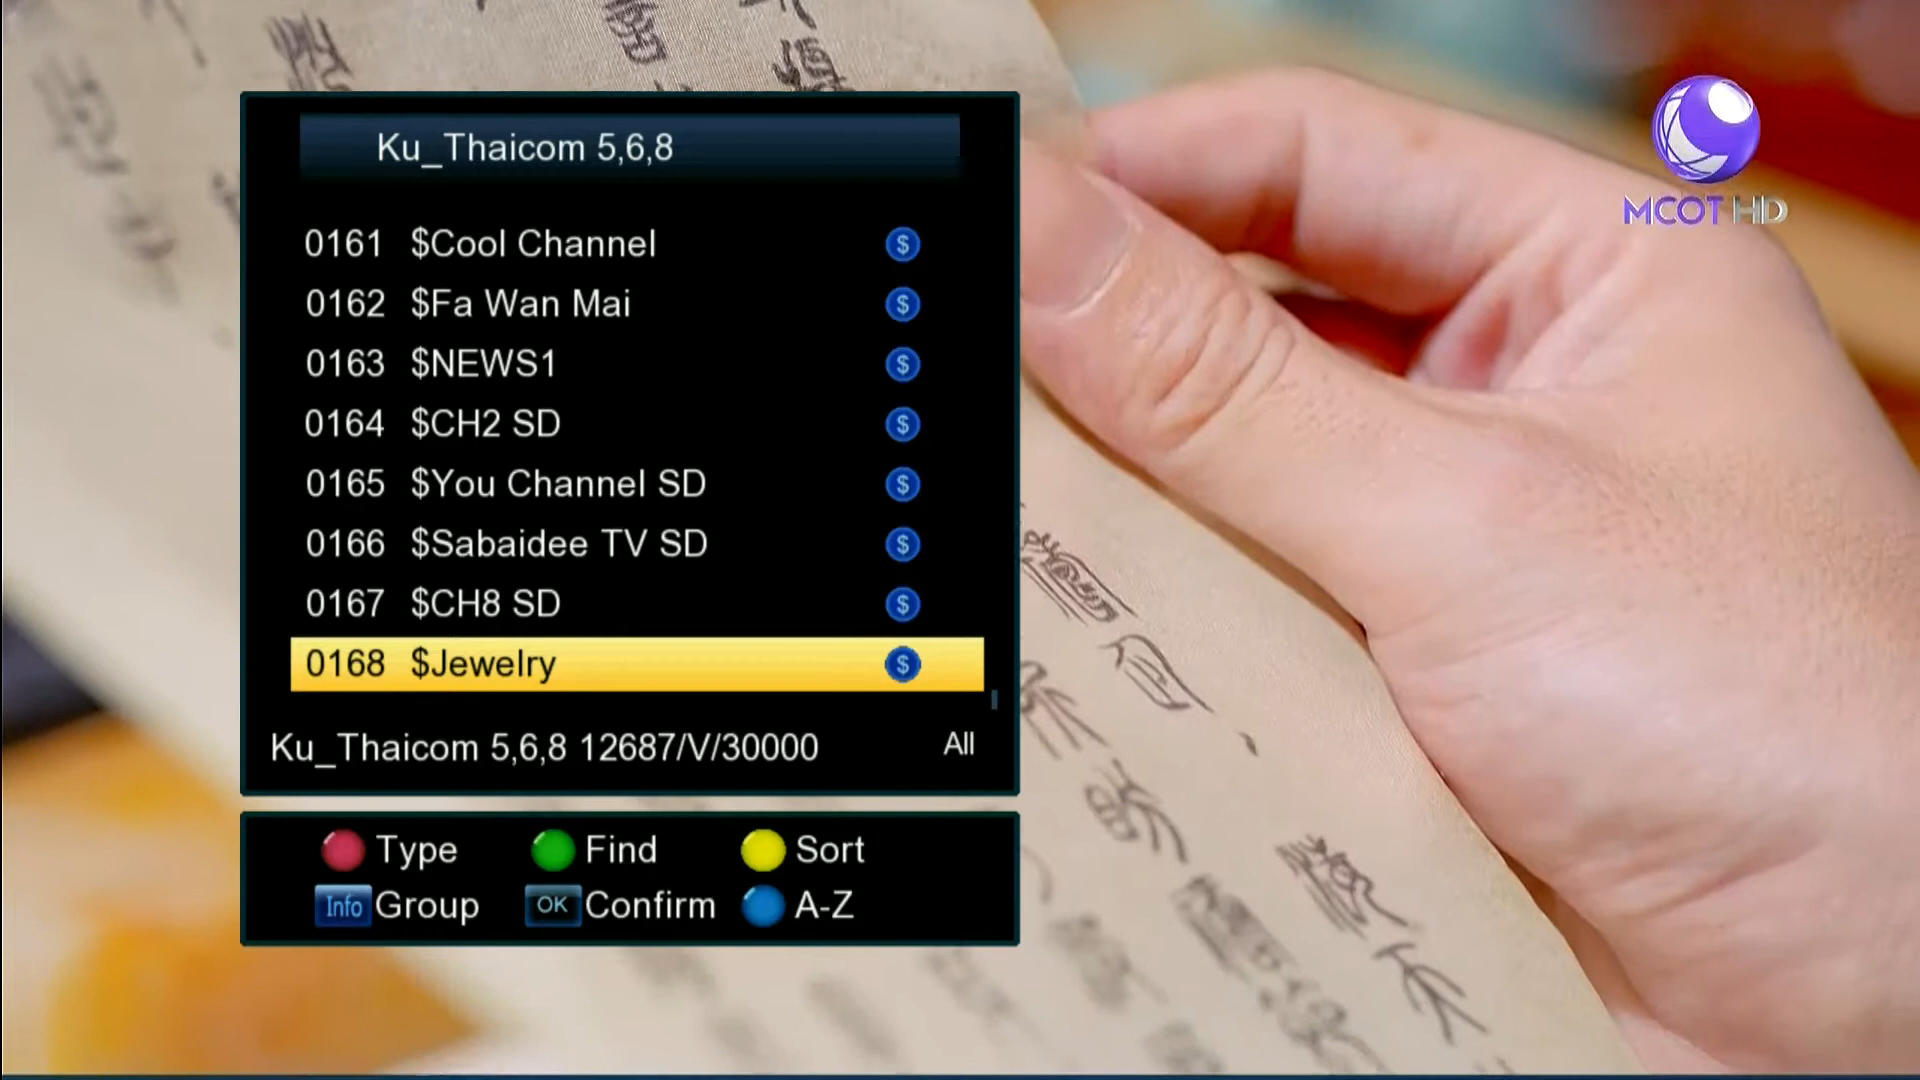 Ku_Thaicom 5,6,8
0161 $Cool Channel $
0162 $Fa Wan Mai $
0163 $NEWS1 $
0164 $CH2 SD $
0165 $You Channel SD $
0166 $Sabaidee TV SD $
0167 $CH8 SD $
0168 $Jewelry $
Ku_Thaicom 5,6,8 12687/V/30000 All
Type Find Sort
Info Group OK Confirm A-Z
MCOT HD